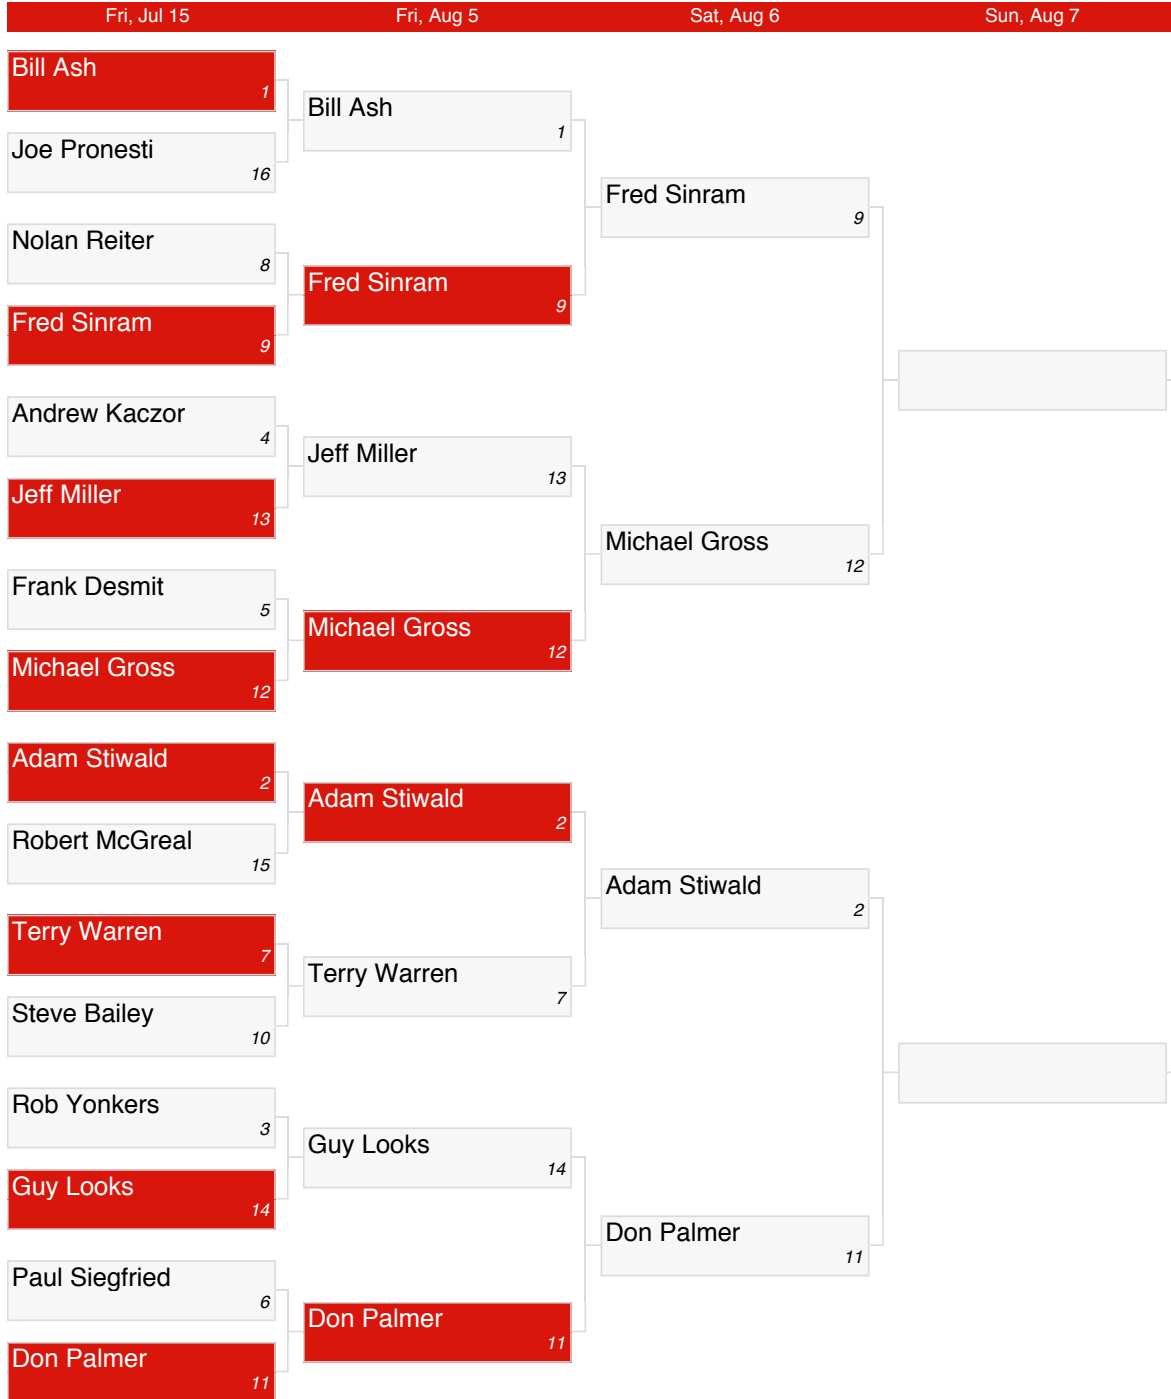 Fri, Jul 15
Fri, Aug 5
Sat, Aug 6
Sun, Aug 7
Bill Ash
1
Joe Pronesti
16
Nolan Reiter
8
Fred Sinram
9
Andrew Kaczor
4
Jeff Miller
13
Frank Desmit
5
Michael Gross
12
Adam Stiwald
2
Robert McGreal
15
Terry Warren
7
Steve Bailey
10
Rob Yonkers
3
Guy Looks
14
Paul Siegfried
6
Don Palmer
11
Bill Ash
1
Fred Sinram
9
Jeff Miller
13
Michael Gross
12
Adam Stiwald
2
Terry Warren
7
Guy Looks
14
Don Palmer
11
Fred Sinram
9
Michael Gross
12
Adam Stiwald
2
Don Palmer
11